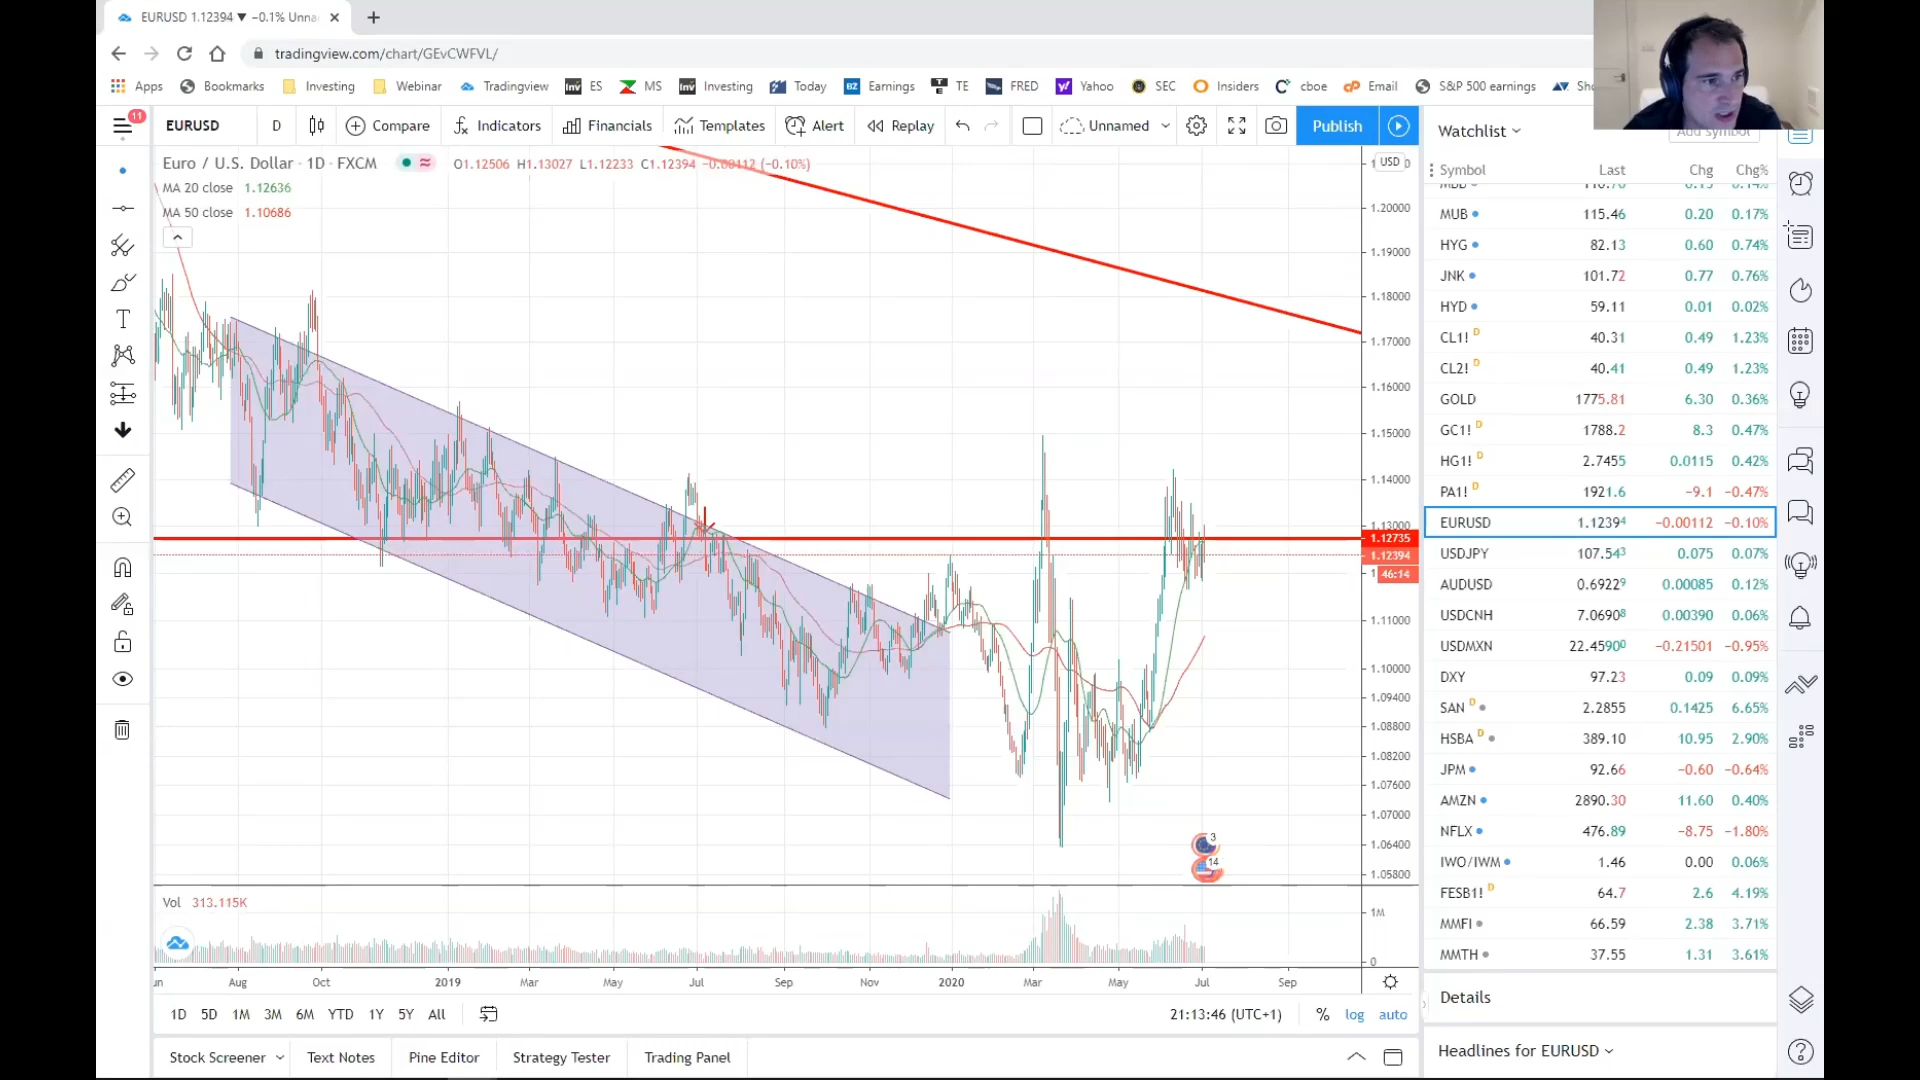 EURUSD 1.12394 ▼ −0.1% Unna
tradingview.com/chart/GEvCWFVL/
Apps Bookmarks Investing Webinar Tradingview ES MS Investing Today Earnings TE FRED Yahoo SEC Insiders cboe Email S&P 500 earnings
11
EURUSD D Compare Indicators Financials Templates Alert Replay Unnamed Publish
Euro / U.S. Dollar · 1D · FXCM O1.12506 H1.13027 L1.12233 C1.12394 −0.00112 (−0.10%)
MA 20 close 1.12636
MA 50 close 1.10686
USD
1.20000
1.19000
1.18000
1.17000
1.16000
1.15000
1.14000
1.13000
1.12735
1.12394
46:14
1.11000
1.10000
1.09400
1.08800
1.08200
1.07600
1.07000
1.06400
1.05800
3
14
Vol 313.115K
1M
0
Aug Oct 2019 Mar May Jul Sep Nov 2020 Mar May Jul Sep
1D 5D 1M 3M 6M YTD 1Y 5Y All
21:13:46 (UTC+1) % log auto
Stock Screener Text Notes Pine Editor Strategy Tester Trading Panel
Watchlist
Add symbol
Symbol Last Chg Chg%
MUB 115.46 0.20 0.17%
HYG 82.13 0.60 0.74%
JNK 101.72 0.77 0.76%
HYD 59.11 0.01 0.02%
CL1! D 40.31 0.49 1.23%
CL2! D 40.41 0.49 1.23%
GOLD 1775.81 6.30 0.36%
GC1! D 1788.2 8.3 0.47%
HG1! D 2.7455 0.0115 0.42%
PA1! D 1921.6 −9.1 −0.47%
EURUSD 1.12394 −0.00112 −0.10%
USDJPY 107.543 0.075 0.07%
AUDUSD 0.69229 0.00085 0.12%
USDCNH 7.06908 0.00390 0.06%
USDMXN 22.45900 −0.21501 −0.95%
DXY 97.23 0.09 0.09%
SAN D 2.2855 0.1425 6.65%
HSBA D 389.10 10.95 2.90%
JPM 92.66 −0.60 −0.64%
AMZN 2890.30 11.60 0.40%
NFLX 476.89 −8.75 −1.80%
IWO/IWM 1.46 0.00 0.06%
FESB1! D 64.7 2.6 4.19%
MMFI 66.59 2.38 3.71%
MMTH 37.55 1.31 3.61%
Details
Headlines for EURUSD